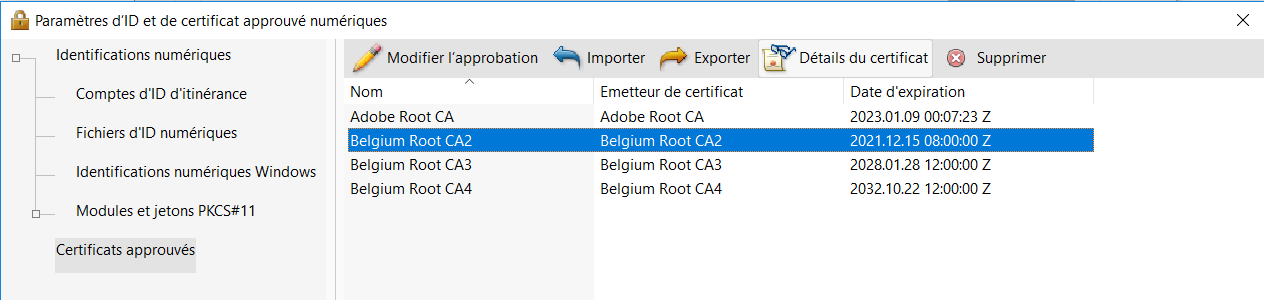 Paramètres d’ID et de certificat approuvé numériques
Identifications numériques
Comptes d'ID d'itinérance
Fichiers d'ID numériques
Identifications numériques Windows
Modules et jetons PKCS#11
Certificats approuvés
Modifier l’approbation Importer Exporter Détails du certificat Supprimer
Nom Emetteur de certificat Date d'expiration
Adobe Root CA Adobe Root CA 2023.01.09 00:07:23 Z
Belgium Root CA2 Belgium Root CA2 2021.12.15 08:00:00 Z
Belgium Root CA3 Belgium Root CA3 2028.01.28 12:00:00 Z
Belgium Root CA4 Belgium Root CA4 2032.10.22 12:00:00 Z